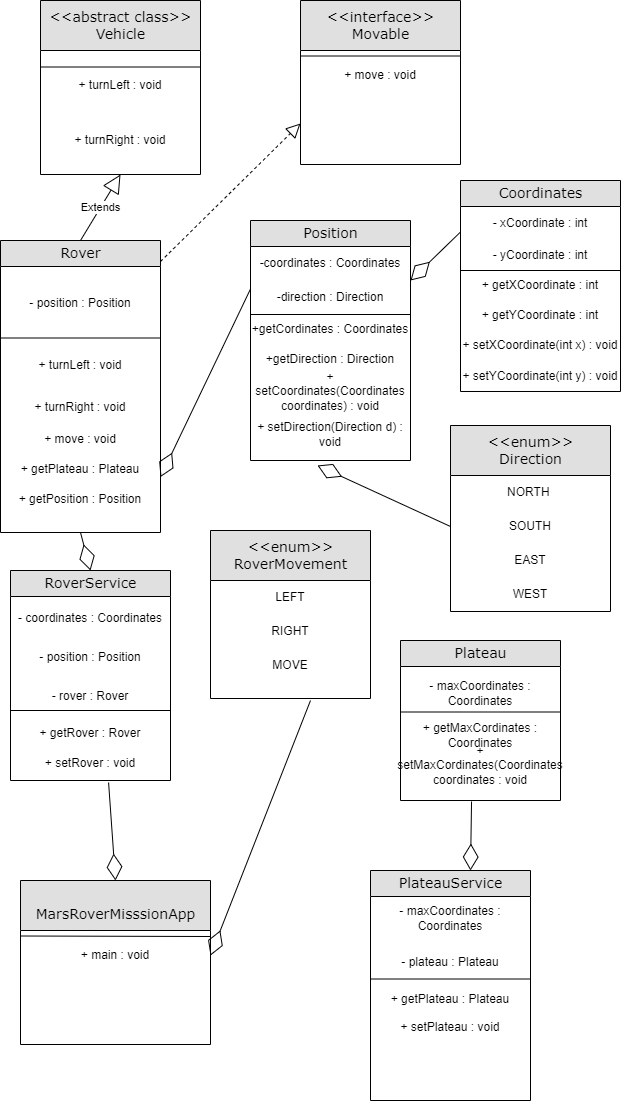 <<abstract class>>
Vehicle
+ turnLeft : void
+ turnRight : void
<<interface>>
Movable
+ move : void
Extends
Rover
- position : Position
+ turnLeft : void
+ turnRight : void
+ move : void
+ getPlateau : Plateau
+ getPosition : Position
Position
-coordinates : Coordinates
-direction : Direction
+getCordinates : Coordinates
+getDirection : Direction
+
setCoordinates(Coordinates
coordinates) : void
+ setDirection(Direction d) :
void
Coordinates
- xCoordinate : int
- yCoordinate : int
+ getXCoordinate : int
+ getYCoordinate : int
+ setXCoordinate(int x) : void
+ setYCoordinate(int y) : void
<<enum>>
Direction
NORTH
SOUTH
EAST
WEST
<<enum>>
RoverMovement
LEFT
RIGHT
MOVE
RoverService
- coordinates : Coordinates
- position : Position
- rover : Rover
+ getRover : Rover
+ setRover : void
Plateau
- maxCoordinates :
Coordinates
+ getMaxCordinates :
Coordinates
+
setMaxCordinates(Coordinates
coordinates : void
MarsRoverMisssionApp
+ main : void
PlateauService
- maxCoordinates :
Coordinates
- plateau : Plateau
+ getPlateau : Plateau
+ setPlateau : void